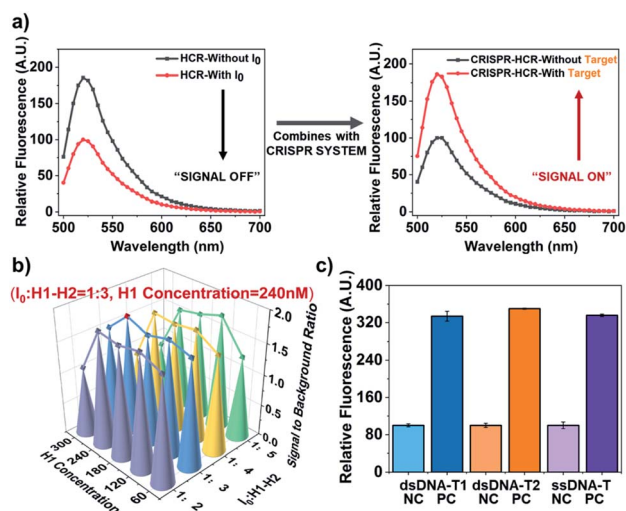 a)
Relative Fluorescence (A.U.)
200
150
100
50
0
HCR-Without I₀
HCR-With I₀
“SIGNAL OFF”
500 550 600 650 700
Wavelength (nm)
Combines with
CRISPR SYSTEM
Relative Fluorescence (A.U.)
200
150
100
50
0
CRISPR-HCR-Without Target
CRISPR-HCR-With Target
“SIGNAL ON”
500 550 600 650 700
Wavelength (nm)
b)
(I₀:H1-H2=1:3, H1 Concentration=240nM)
2.0
1.5
1.0
0.5
0.0
Signal to Background Ratio
300
240
180
120
60
H1 Concentration
1: 2
1: 3
1: 4
1: 5
I₀:H1-H2
c)
Relative Fluorescence (A.U.)
400
320
240
160
80
0
dsDNA-T1 dsDNA-T2 ssDNA-T
NC PC NC PC NC PC